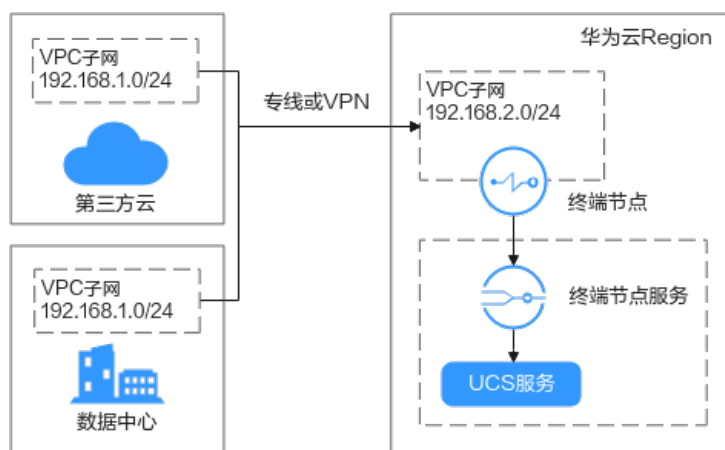 VPC子网
192.168.1.0/24
第三方云
VPC子网
192.168.1.0/24
数据中心
专线或VPN
华为云Region
VPC子网
192.168.2.0/24
终端节点
终端节点服务
UCS服务